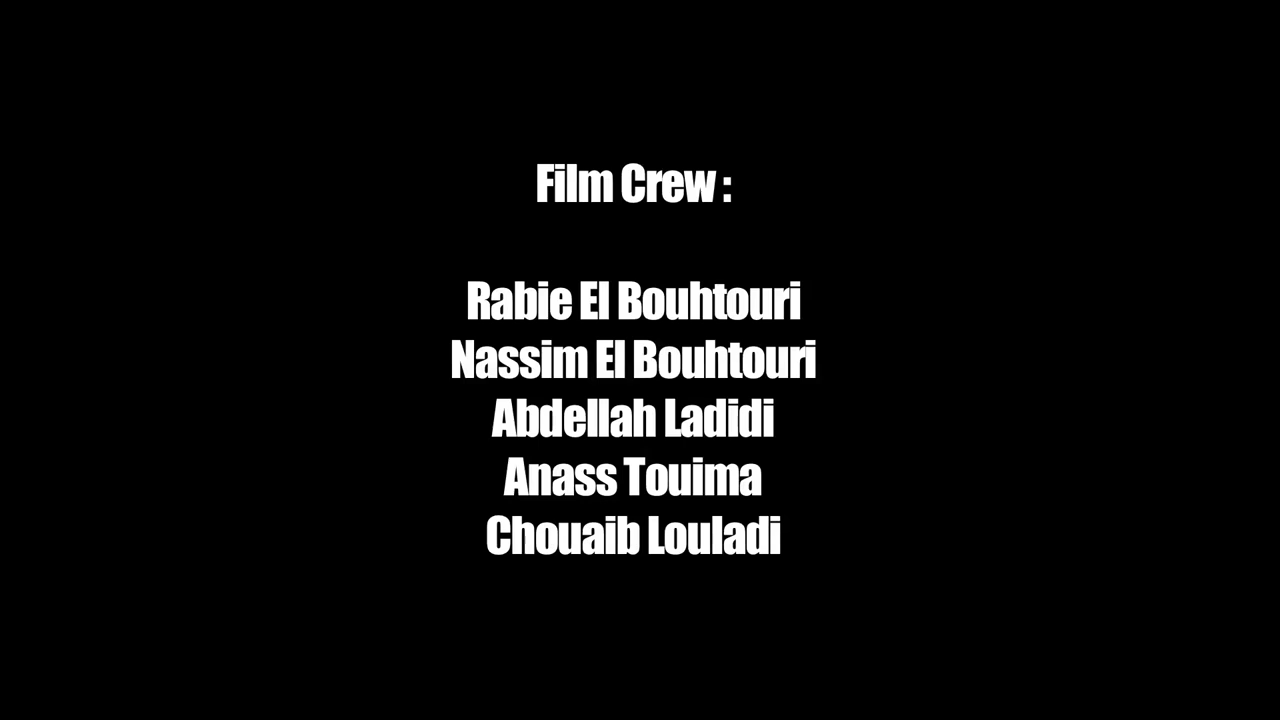 Film Crew :
Rabie El Bouhtouri
Nassim El Bouhtouri
Abdellah Ladidi
Anass Touima
Chouaib Louladi